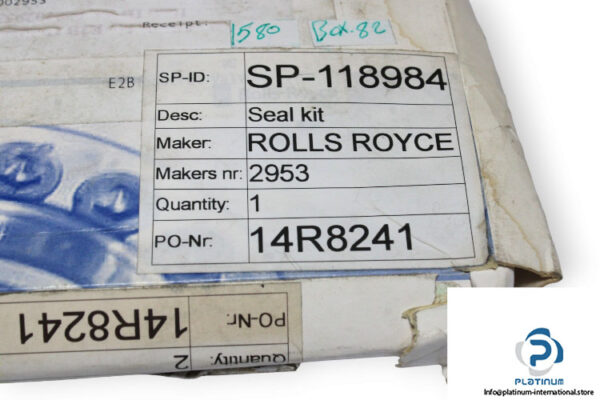 002953
Receipt:
1580
Box.82
E2B
SP-ID: SP-118984
Desc: Seal kit
Maker: ROLLS ROYCE
Makers nr: 2953
Quantity: 1
PO-Nr: 14R8241
PO-Nr: 14R8241
Quantity: 2
PLATINUM
Info@platinum-international.store